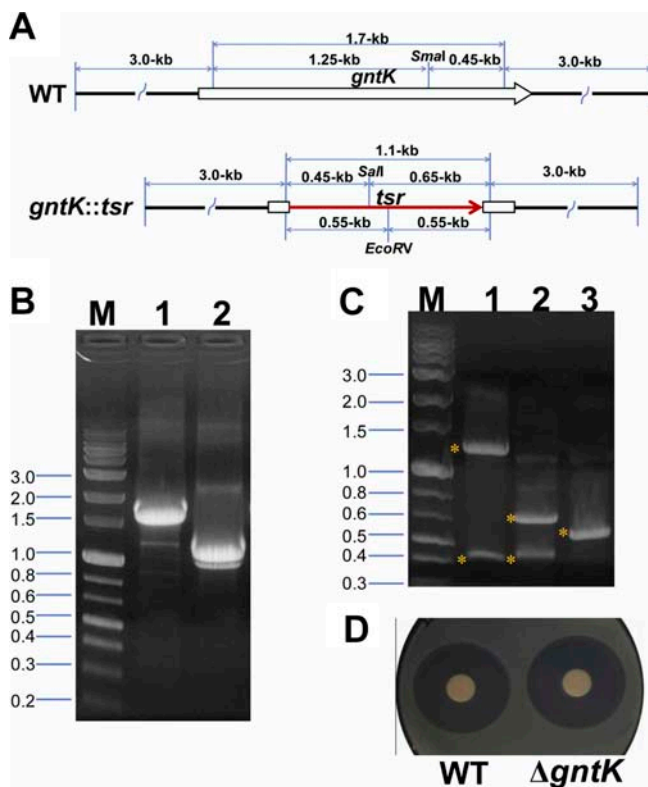 A
1.7-kb
SmaI
3.0-kb 1.25-kb 0.45-kb 3.0-kb
gntK
WT
1.1-kb
SalI
3.0-kb 0.45-kb 0.65-kb 3.0-kb
tsr
gntK::tsr
0.55-kb 0.55-kb
EcoRV
B
M 1 2
3.0
2.0
1.5
1.0
0.8
0.6
0.5
0.4
0.3
0.2
C
M 1 2 3
3.0
2.0
1.5
1.0
0.8
0.6
0.5
0.4
0.3
*
*
*
*
*
D
WT ΔgntK